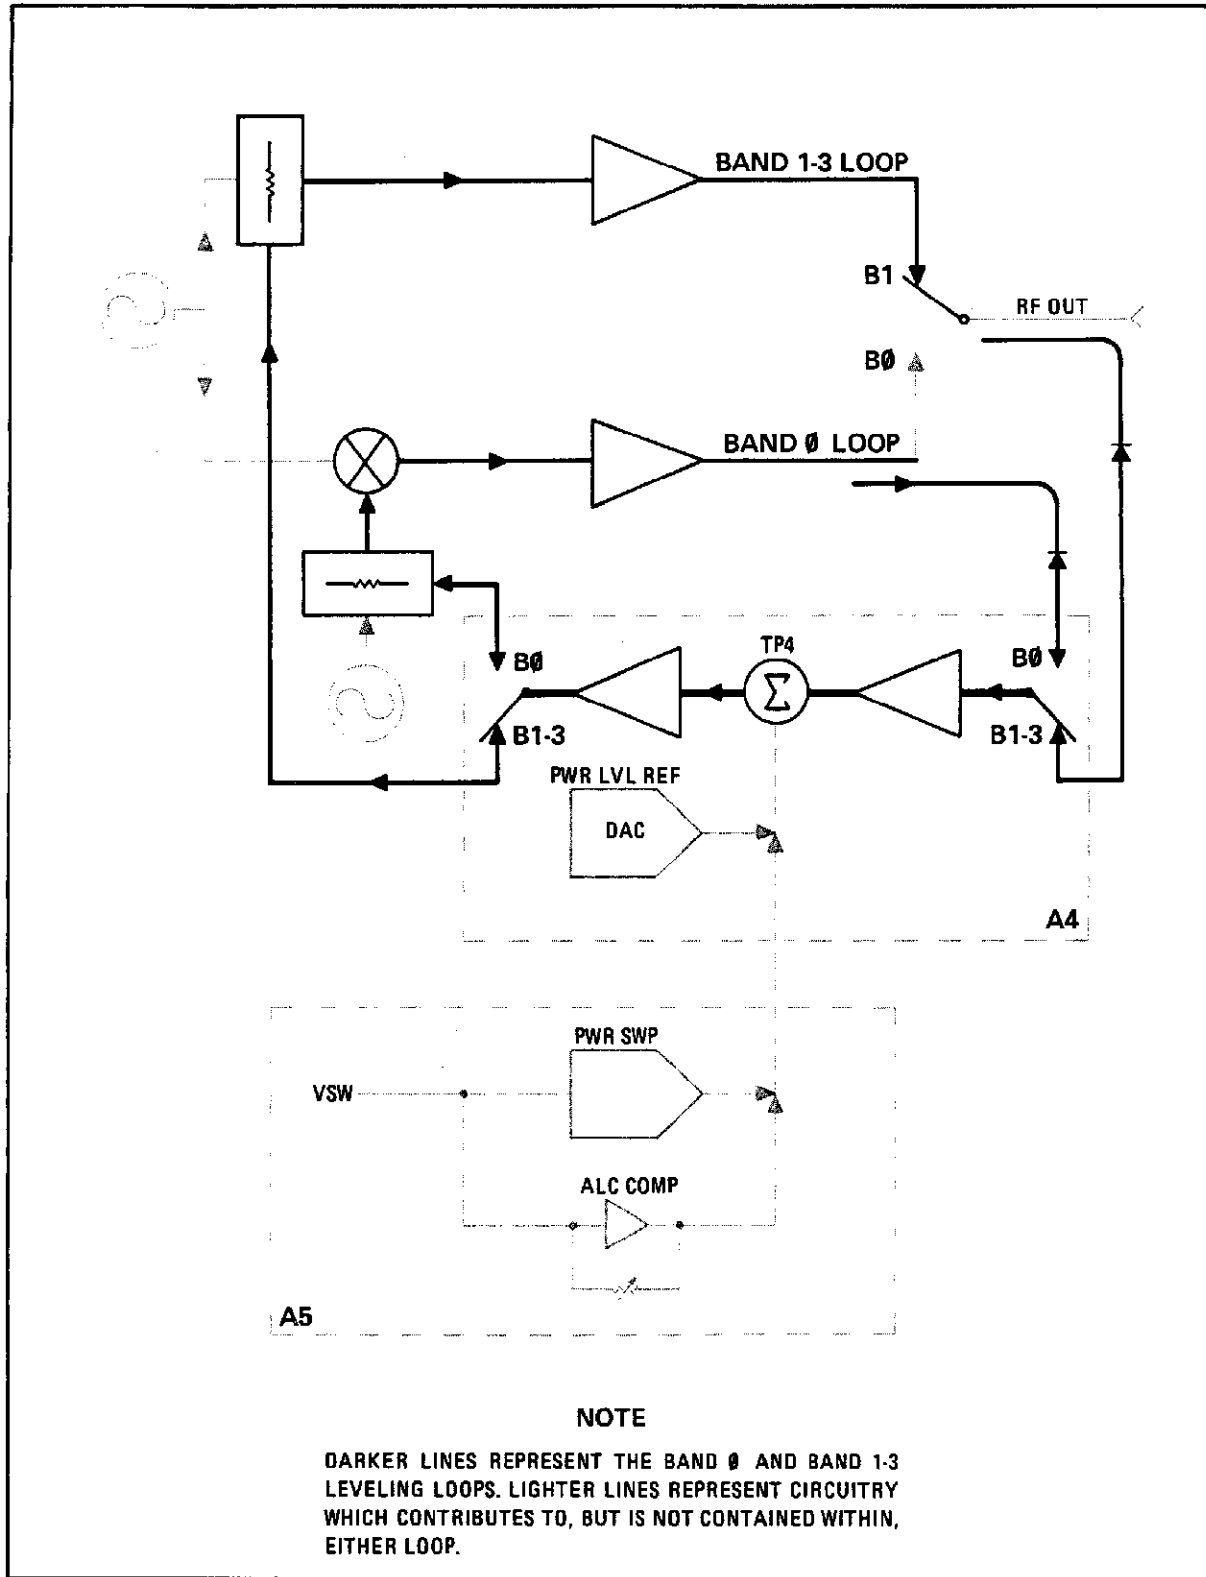 BAND 1-3 LOOP
B1
RF OUT
BØ
BAND Ø LOOP
TP4
BØ
BØ
B1-3
B1-3
PWR LVL REF
DAC
A4
PWR SWP
VSW
ALC COMP
A5
NOTE
DARKER LINES REPRESENT THE BAND Ø AND BAND 1-3
LEVELING LOOPS. LIGHTER LINES REPRESENT CIRCUITRY
WHICH CONTRIBUTES TO, BUT IS NOT CONTAINED WITHIN,
EITHER LOOP.